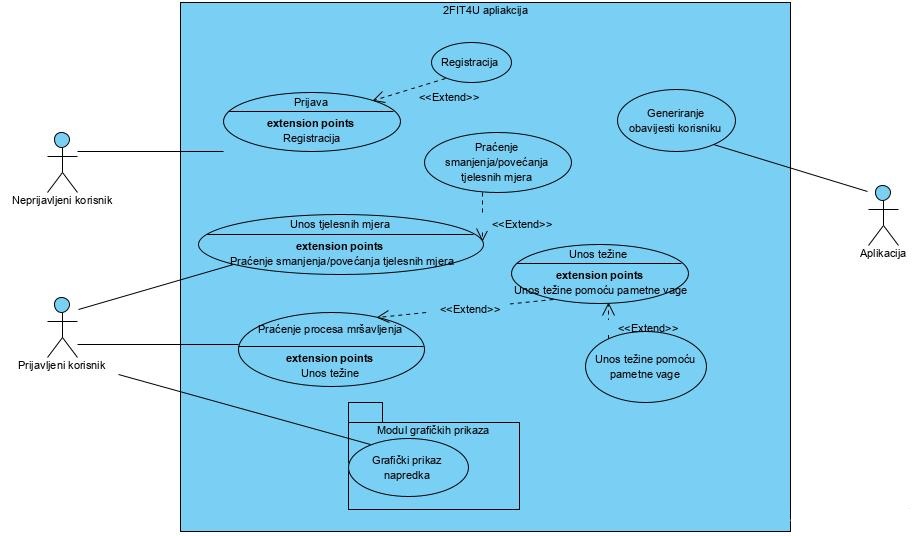 2FIT4U apliakcija
Registracija
<<Extend>>
Prijava
extension points
Registracija
Generiranje
obavijesti korisniku
Praćenje
smanjenja/povećanja
tjelesnih mjera
Neprijavljeni korisnik
<<Extend>>
Unos tjelesnih mjera
extension points
Praćenje smanjenja/povećanja tjelesnih mjera
Aplikacija
Unos težine
extension points
Unos težine pomoću pametne vage
<<Extend>>
<<Extend>>
Praćenje procesa mršavljenja
extension points
Unos težine
Prijavljeni korisnik
Unos težine pomoću
pametne vage
Modul grafičkih prikaza
Grafički prikaz
napredka